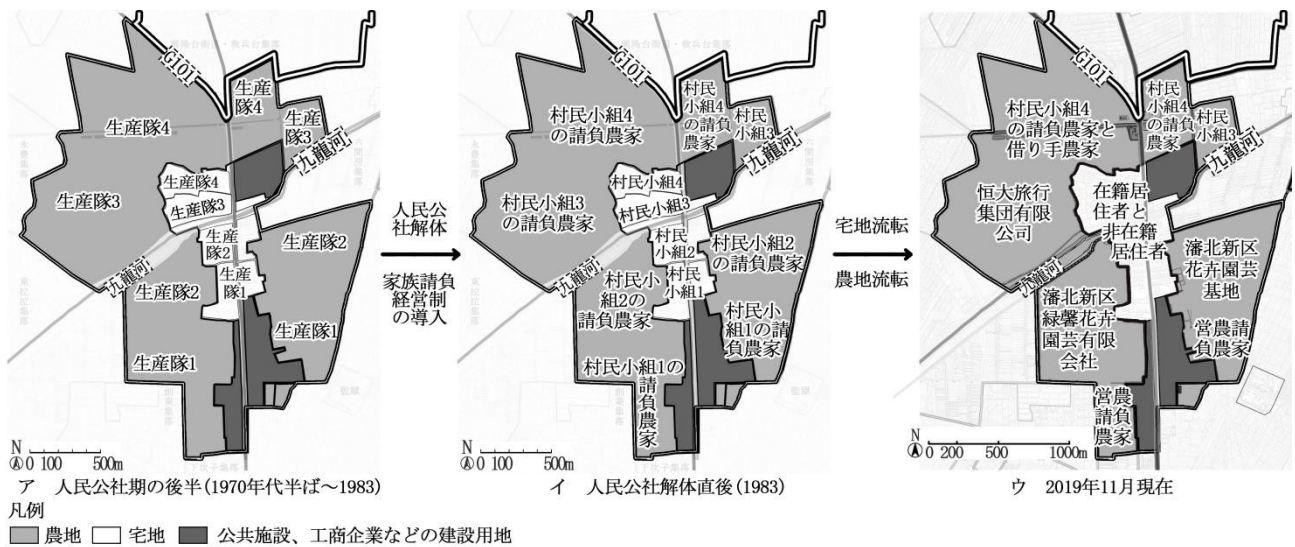 G101
生産
隊4
生産
隊3
生産隊4
九龍河
生産隊4
生産隊3
生産隊3
生産
隊2
生産隊2
生産
隊1
九龍河
生産隊2
生産隊1
生産隊1
N
0 100 500m
ア 人民公社期の後半(1970年代半ば～1983)
人民公
社解体
家族請負
経営制
の導入
G101
村民
小組4
の請負
農家
村民
小組3
村民小組4
の請負農家
九龍河
村民小組4
村民小組3
の請負農家
村民小組3
村民
小組2
村民小組2
の請負農家
村民
小組1
九龍河
村民小
組2の
請負農家
村民小
組1の請
負農家
村民小組1の
請負農家
N
0 100 500m
イ 人民公社解体直後(1983)
宅地流転
農地流転
G101
村民
小組4
の請負
農家
村民
小組3
村民小組4
の請負農家と
借り手農家
九龍河
恒大旅行
集団有限
公司
在籍居
住者と
非在籍
居住者
瀋北新区
花卉園芸
基地
九龍河
瀋北新区
緑馨花卉
園芸有限
会社
営農請
負農家
営農
請負
農家
N
0 200 500 1000m
ウ 2019年11月現在
凡例
農地 宅地 公共施設、工商企業などの建設用地